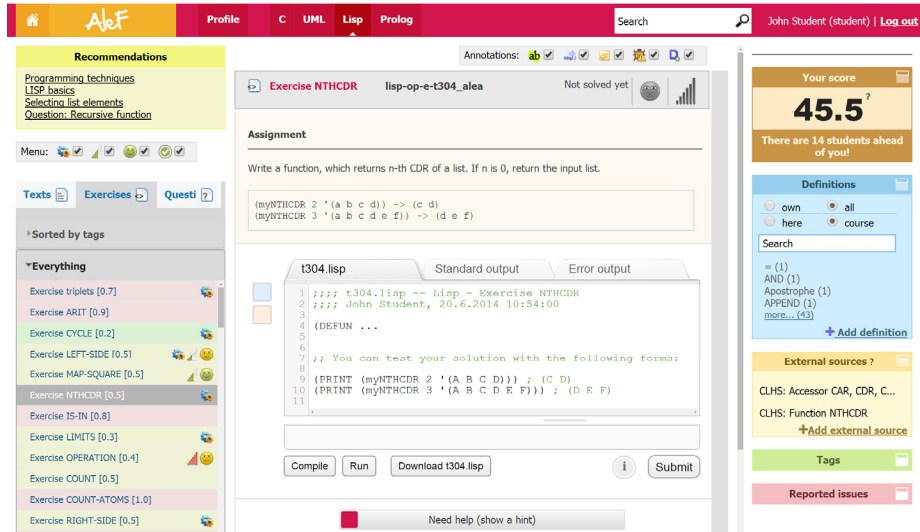 AleF
Profile
C
UML
Lisp
Prolog
Search
John Student (student) | Log out
Recommendations
Programming techniques
LISP basics
Selecting list elements
Question: Recursive function
Menu:
Texts
Exercises
Questi
Sorted by tags
Everything
Exercise triplets [0.7]
Exercise ARIT [0.9]
Exercise CYCLE [0.2]
Exercise LEFT-SIDE [0.5]
Exercise MAP-SQUARE [0.5]
Exercise NTHCDR [0.5]
Exercise IS-IN [0.8]
Exercise LIMITS [0.3]
Exercise OPERATION [0.4]
Exercise COUNT [0.5]
Exercise COUNT-ATOMS [1.0]
Exercise RIGHT-SIDE [0.5]
Annotations: ab
Exercise NTHCDR
lisp-op-e-t304_alea
Not solved yet
Assignment
Write a function, which returns n-th CDR of a list. If n is 0, return the input list.
(myNTHCDR 2 '(a b c d)) -> (c d)
(myNTHCDR 3 '(a b c d e f)) -> (d e f)
t304.lisp
Standard output
Error output
1 ;;;; t304.lisp -- Lisp - Exercise NTHCDR
2 ;;;; John Student, 20.6.2014 10:54:00
3
4 (DEFUN ...
5
6
7 ;; You can test your solution with the following forms:
8
9 (PRINT (myNTHCDR 2 '(A B C D))) ; (C D)
10 (PRINT (myNTHCDR 3 '(A B C D E F))) ; (D E F)
11
Compile
Run
Download t304.lisp
i
Submit
Need help (show a hint)
Your score
45.5 ?
There are 14 students ahead
of you!
Definitions
own
all
here
course
Search
= (1)
AND (1)
Apostrophe (1)
APPEND (1)
more... (43)
+ Add definition
External sources ?
CLHS: Accessor CAR, CDR, C...
CLHS: Function NTHCDR
+Add external source
Tags
Reported issues